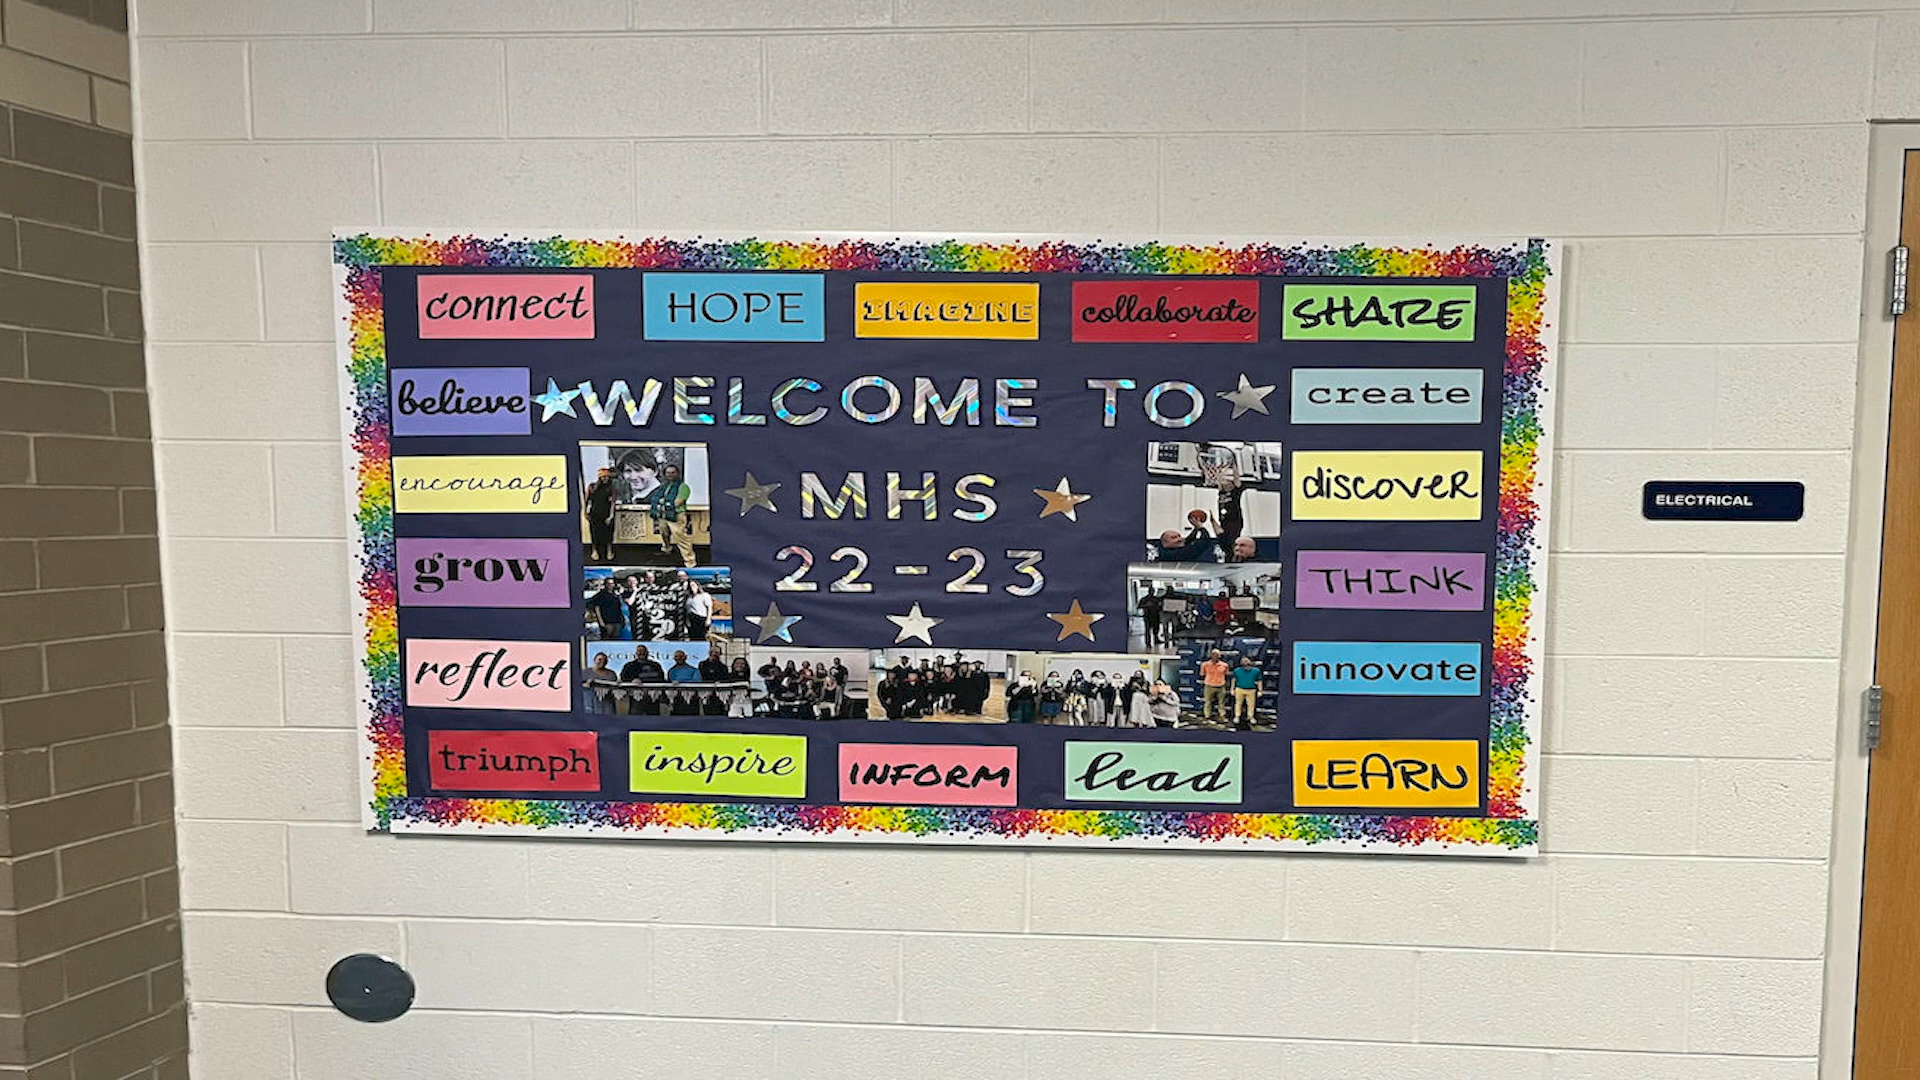 connect
HOPE
IMAGINE
collaborate
SHARE
believe
WELCOME TO
create
encourage
MHS
discover
ELECTRICAL
grow
22-23
THINK
reflect
innovate
triumph
inspire
INFORM
lead
LEARN